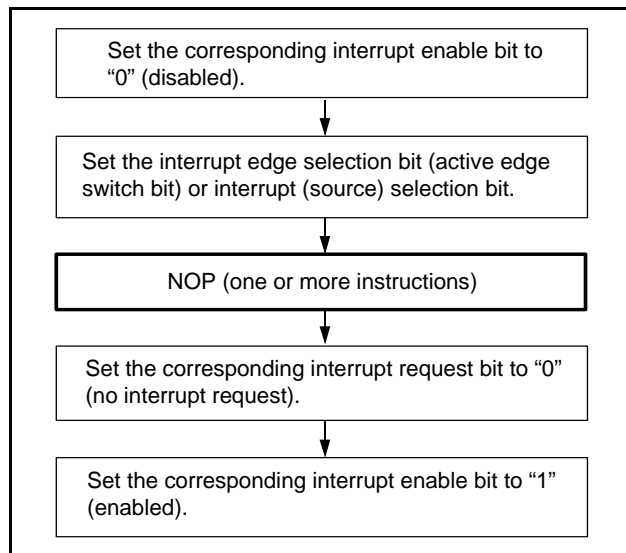 Set the corresponding interrupt enable bit to
“0” (disabled).
Set the interrupt edge selection bit (active edge
switch bit) or interrupt (source) selection bit.
NOP (one or more instructions)
Set the corresponding interrupt request bit to “0”
(no interrupt request).
Set the corresponding interrupt enable bit to “1”
(enabled).